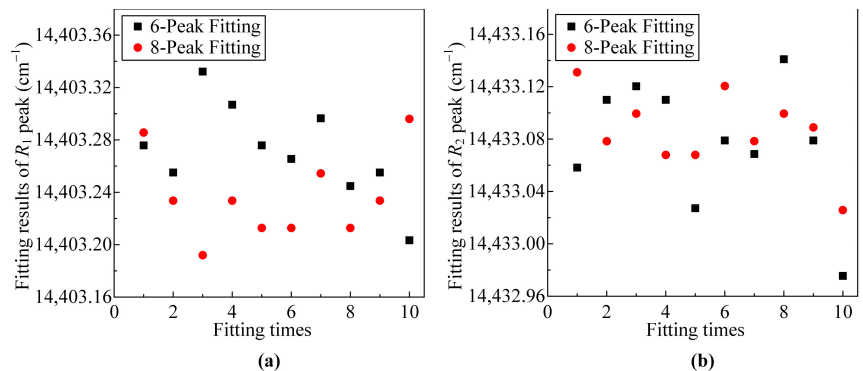 14,403.36
14,403.32
14,403.28
14,403.24
14,403.20
14,403.16
Fitting results of R₁ peak (cm⁻¹)
6-Peak Fitting
8-Peak Fitting
0 2 4 6 8 10
Fitting times
(a)
14,433.16
14,433.12
14,433.08
14,433.04
14,433.00
14,432.96
Fitting results of R₂ peak (cm⁻¹)
6-Peak Fitting
8-Peak Fitting
0 2 4 6 8 10
Fitting times
(b)